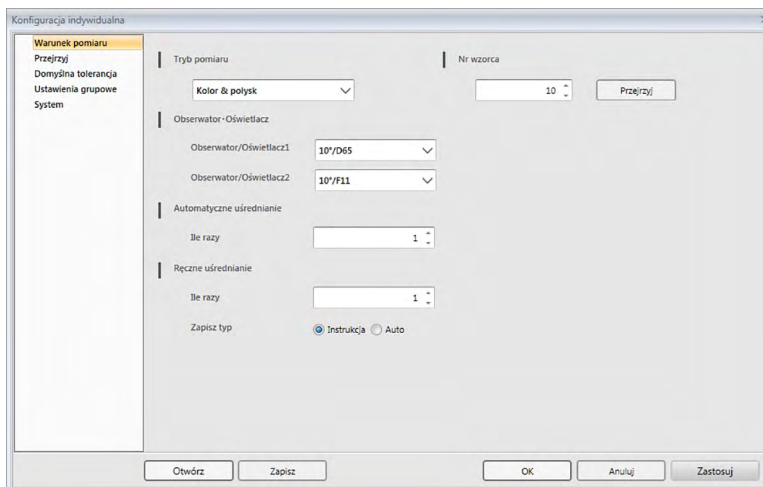 Konfiguracja indywidualna
Warunek pomiaru
Przejrzyj
Domyślna tolerancja
Ustawienia grupowe
System
Tryb pomiaru
Kolor & polysk
Nr wzorca
10
Przejrzyj
Obserwator·Oświetlacz
Obserwator/Oświetlacz1
10°/D65
Obserwator/Oświetlacz2
10°/F11
Automatyczne uśrednianie
Ile razy
1
Ręczne uśrednianie
Ile razy
1
Zapisz typ
Instrukcja
Auto
Otwórz
Zapisz
OK
Anuluj
Zastosuj